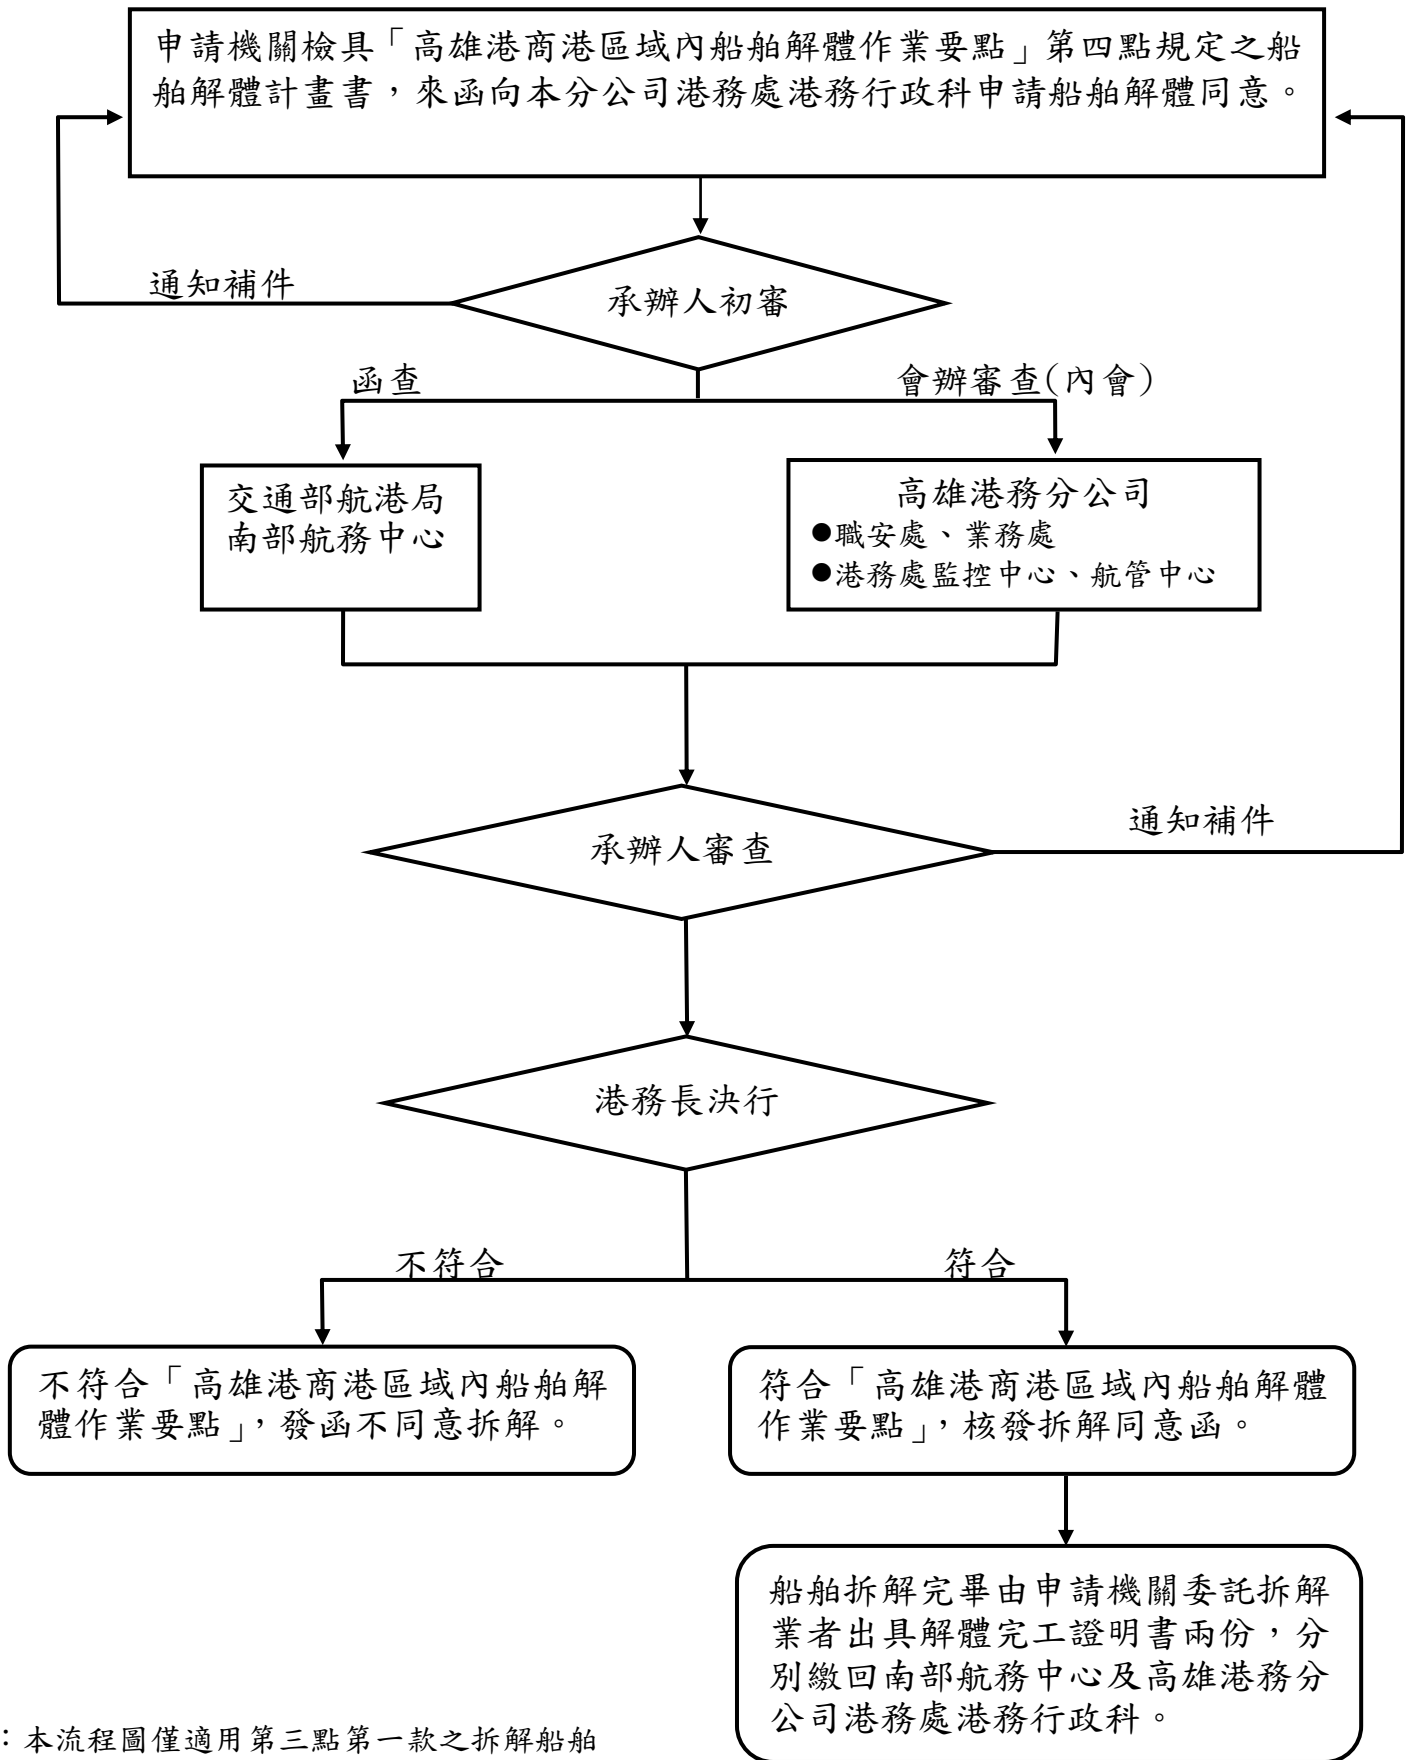 申請機關檢具「高雄港商港區域內船舶解體作業要點」第四點規定之船
舶解體計畫書，來函向本分公司港務處港務行政科申請船舶解體同意。
通知補件
承辦人初審
函查
會辦審查(內會)
交通部航港局
南部航務中心
高雄港務分公司
●職安處、業務處
●港務處監控中心、航管中心
通知補件
承辦人審查
港務長決行
不符合
符合
不符合「高雄港商港區域內船舶解
體作業要點」，發函不同意拆解。
符合「高雄港商港區域內船舶解體
作業要點」，核發拆解同意函。
船舶拆解完畢由申請機關委託拆解
業者出具解體完工證明書兩份，分
別繳回南部航務中心及高雄港務分
公司港務處港務行政科。
：本流程圖僅適用第三點第一款之拆解船舶